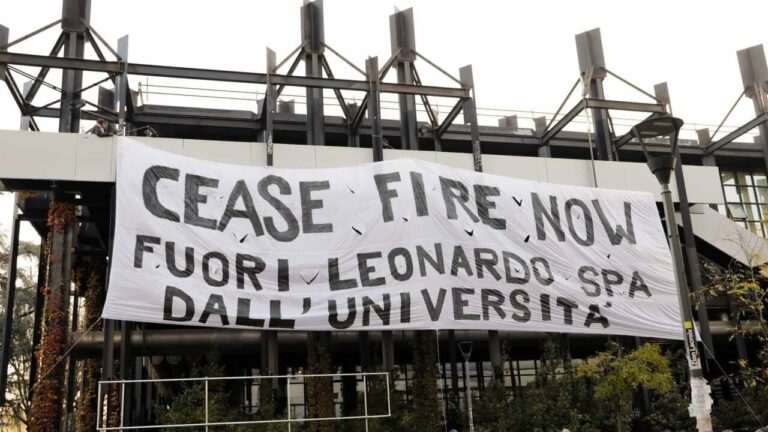 CEASE FIRE NOW
FUORI LEONARDO SPA
DALL'UNIVERSITÀ